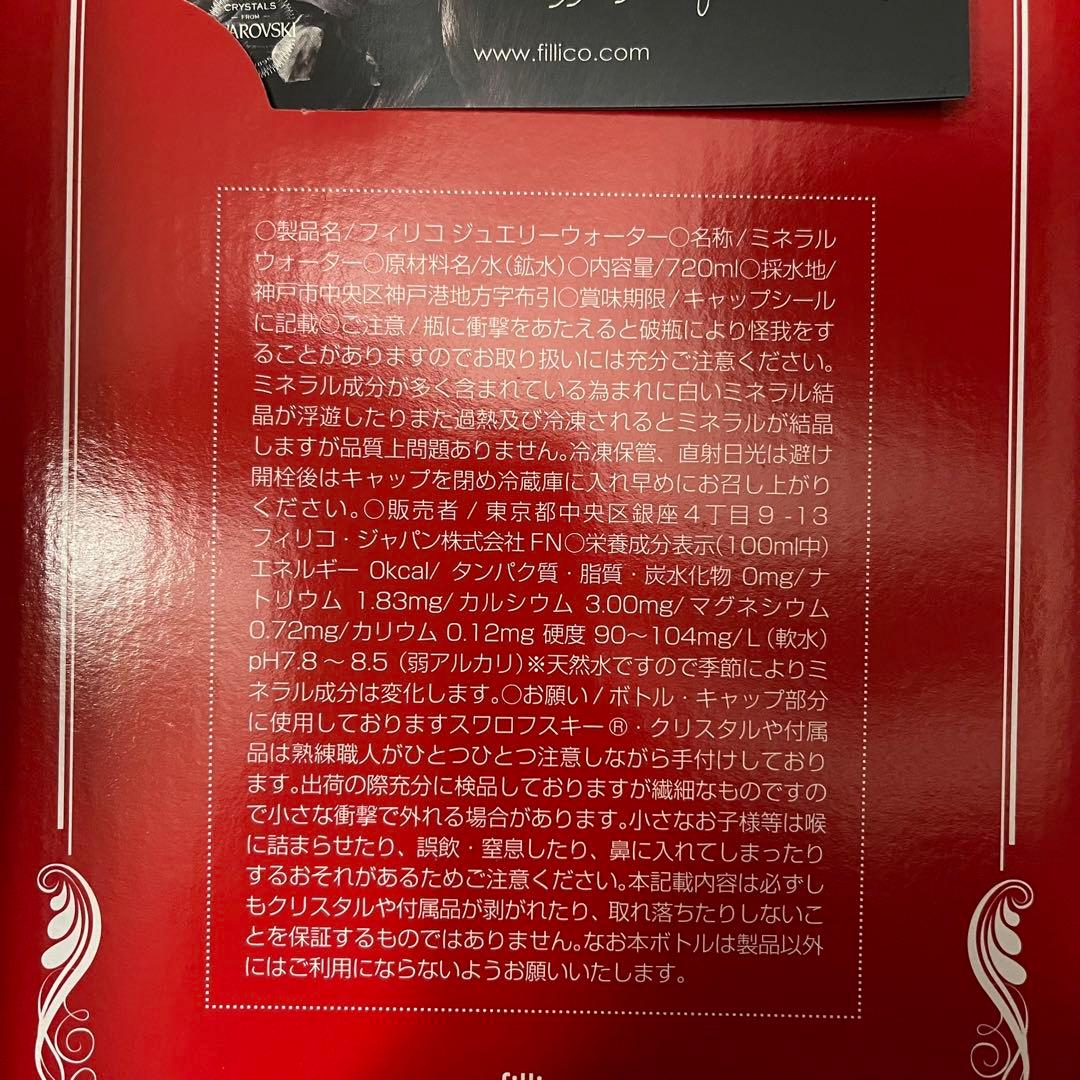 CRYSTALS
FROM
SWAROVSKI
www.fillico.com
○製品名/フィリコ ジュエリーウォーター○名称/ミネラル
ウォーター○原材料名/水(鉱水)○内容量/720ml○採水地/
神戸市中央区神戸港地方字布引○賞味期限/キャップシール
に記載○ご注意/瓶に衝撃をあたえると破瓶により怪我をす
ることがありますのでお取り扱いには充分ご注意ください。
ミネラル成分が多く含まれている為まれに白いミネラル結
晶が浮遊したりまた過熱及び冷凍されるとミネラルが結晶
しますが品質上問題ありません。冷凍保管、直射日光は避け
開栓後はキャップを閉め冷蔵庫に入れ早めにお召し上がり
ください。○販売者/東京都中央区銀座4丁目9-13
フィリコ・ジャパン株式会社FN○栄養成分表示(100ml中)
エネルギー 0kcal/ タンパク質・脂質・炭水化物 0mg/ナ
トリウム 1.83mg/カルシウム 3.00mg/マグネシウム
0.72mg/カリウム 0.12mg 硬度 90〜104mg/L(軟水)
pH7.8〜8.5(弱アルカリ)※天然水ですので季節によりミ
ネラル成分は変化します。○お願い/ボトル・キャップ部分
に使用しておりますスワロフスキー®・クリスタルや付属
品は熟練職人がひとつひとつ注意しながら手付けしており
ます。出荷の際充分に検品しておりますが繊細なものですの
で小さな衝撃で外れる場合があります。小さなお子様等は喉
に詰まらせたり、誤飲・窒息したり、鼻に入れてしまったり
するおそれがあるためご注意ください。本記載内容は必ずし
もクリスタルや付属品が剥がれたり、取れ落ちたりしないこ
とを保証するものではありません。なお本ボトルは製品以外
にはご利用にならないようお願いいたします。